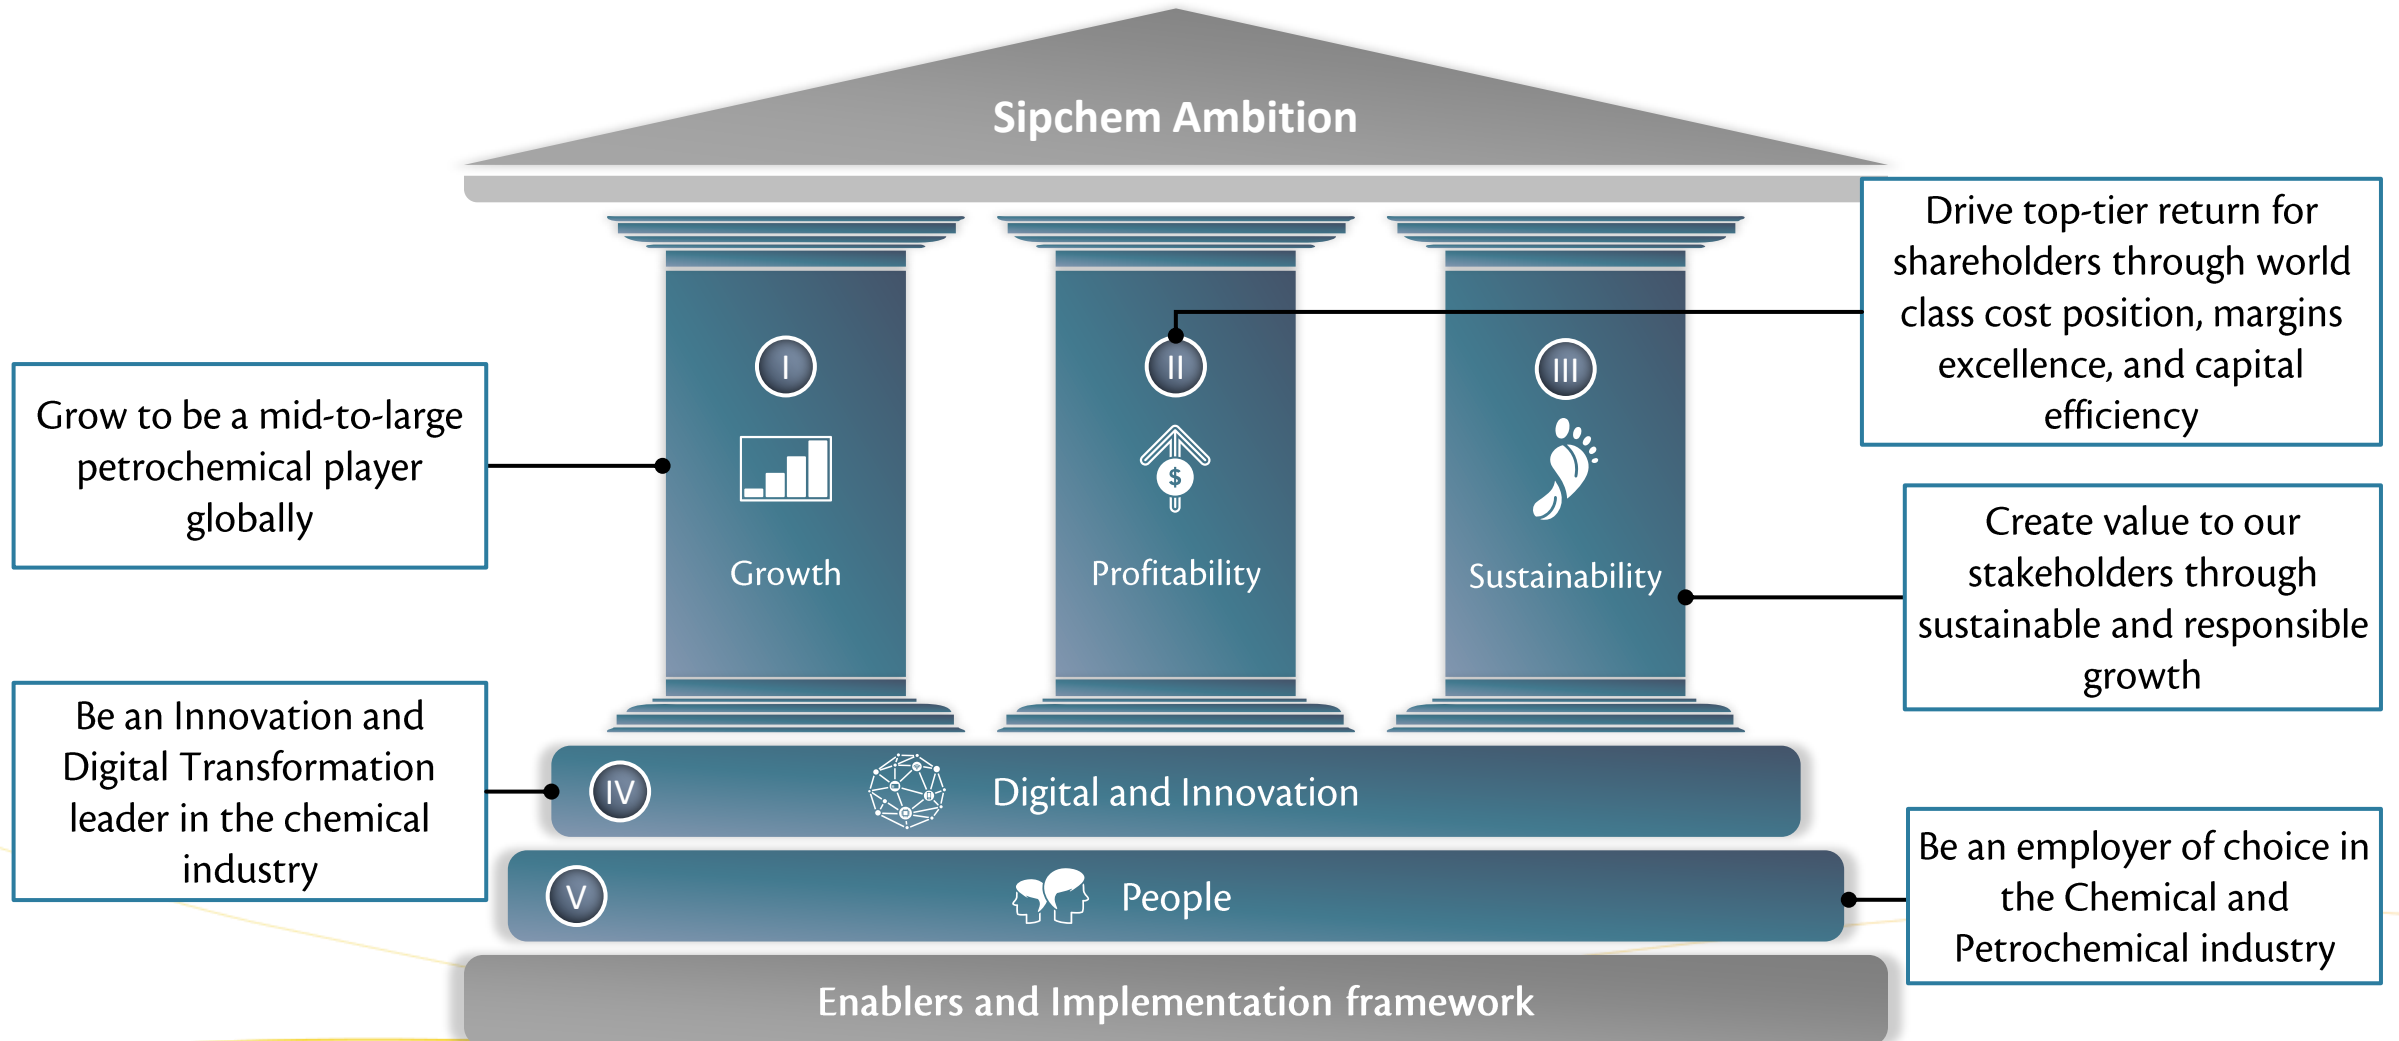 Sipchem Ambition
Drive top-tier return for
shareholders through world
class cost position, margins
excellence, and capital
efficiency
I
II
III
Grow to be a mid-to-large
petrochemical player
globally
$
Growth
Profitability
Sustainability
Create value to our
stakeholders through
sustainable and responsible
growth
Be an Innovation and
Digital Transformation
leader in the chemical
industry
IV
Digital and Innovation
V
People
Be an employer of choice in
the Chemical and
Petrochemical industry
Enablers and Implementation framework